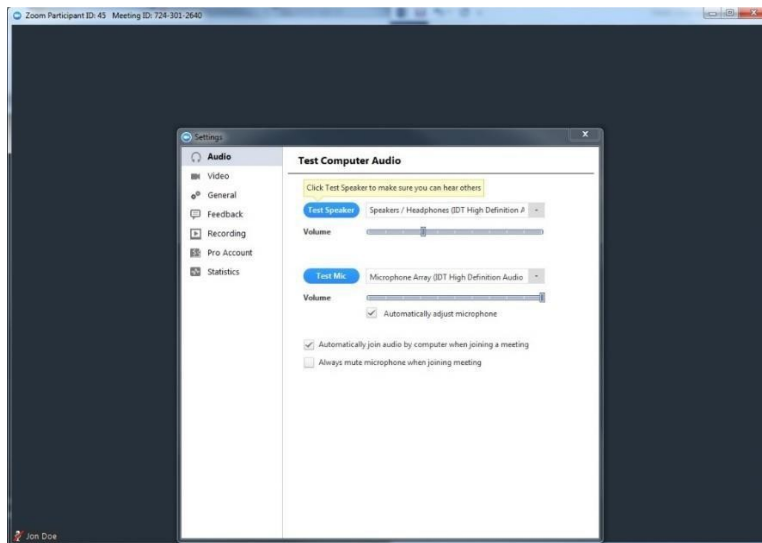 Zoom Participant ID: 45 Meeting ID: 724-301-2640
Settings
Audio
Video
General
Feedback
Recording
Pro Account
Statistics
Test Computer Audio
Click Test Speaker to make sure you can hear others
Test Speaker
Speakers / Headphones (IDT High Definition A
Volume
Test Mic
Microphone Array (IDT High Definition Audio
Volume
Automatically adjust microphone
Automatically join audio by computer when joining a meeting
Always mute microphone when joining meeting
Jon Doe